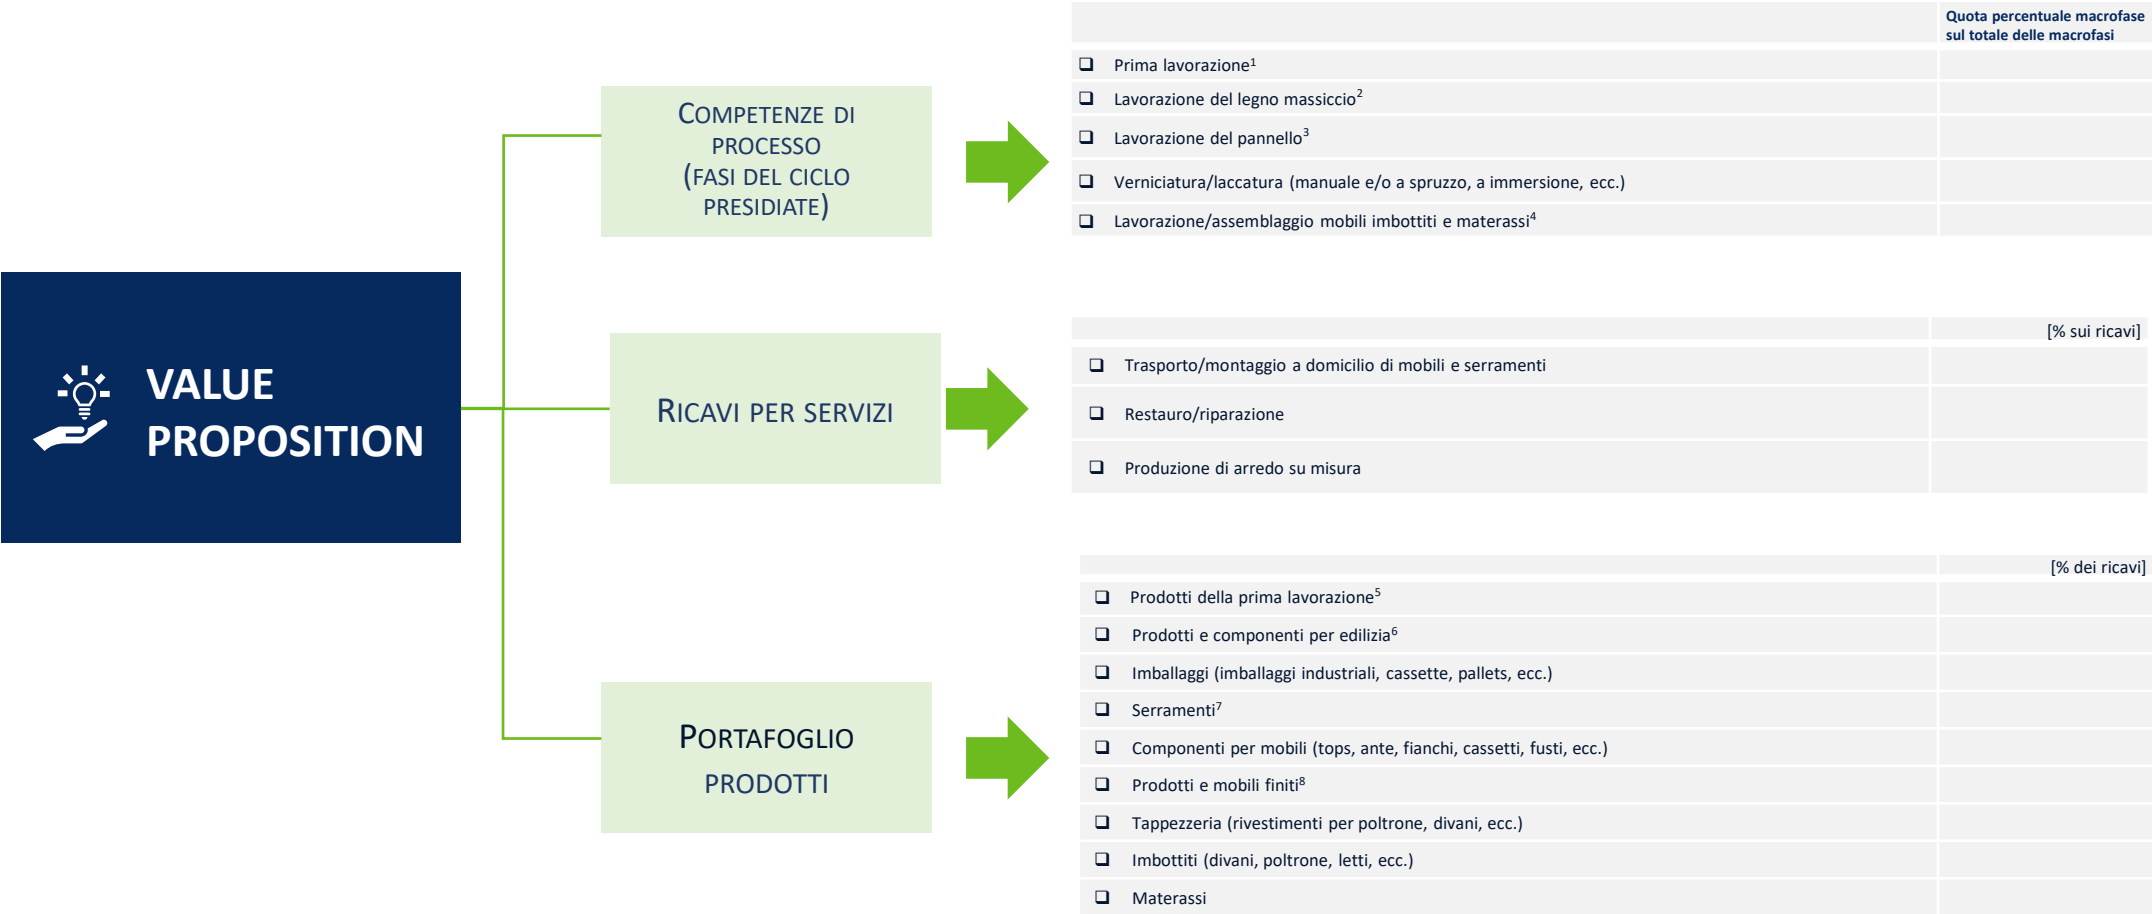 VALUE
PROPOSITION
COMPETENZE DI
PROCESSO
(FASI DEL CICLO
PRESIDIATE)
Quota percentuale macrofase
sul totale delle macrofasi
❑ Prima lavorazione¹
❑ Lavorazione del legno massiccio²
❑ Lavorazione del pannello³
❑ Verniciatura/laccatura (manuale e/o a spruzzo, a immersione, ecc.)
❑ Lavorazione/assemblaggio mobili imbottiti e materassi⁴
RICAVI PER SERVIZI
[% sui ricavi]
❑ Trasporto/montaggio a domicilio di mobili e serramenti
❑ Restauro/riparazione
❑ Produzione di arredo su misura
PORTAFOGLIO
PRODOTTI
[% dei ricavi]
❑ Prodotti della prima lavorazione⁵
❑ Prodotti e componenti per edilizia⁶
❑ Imballaggi (imballaggi industriali, cassette, pallets, ecc.)
❑ Serramenti⁷
❑ Componenti per mobili (tops, ante, fianchi, cassetti, fusti, ecc.)
❑ Prodotti e mobili finiti⁸
❑ Tappezzeria (rivestimenti per poltrone, divani, ecc.)
❑ Imbottiti (divani, poltrone, letti, ecc.)
❑ Materassi